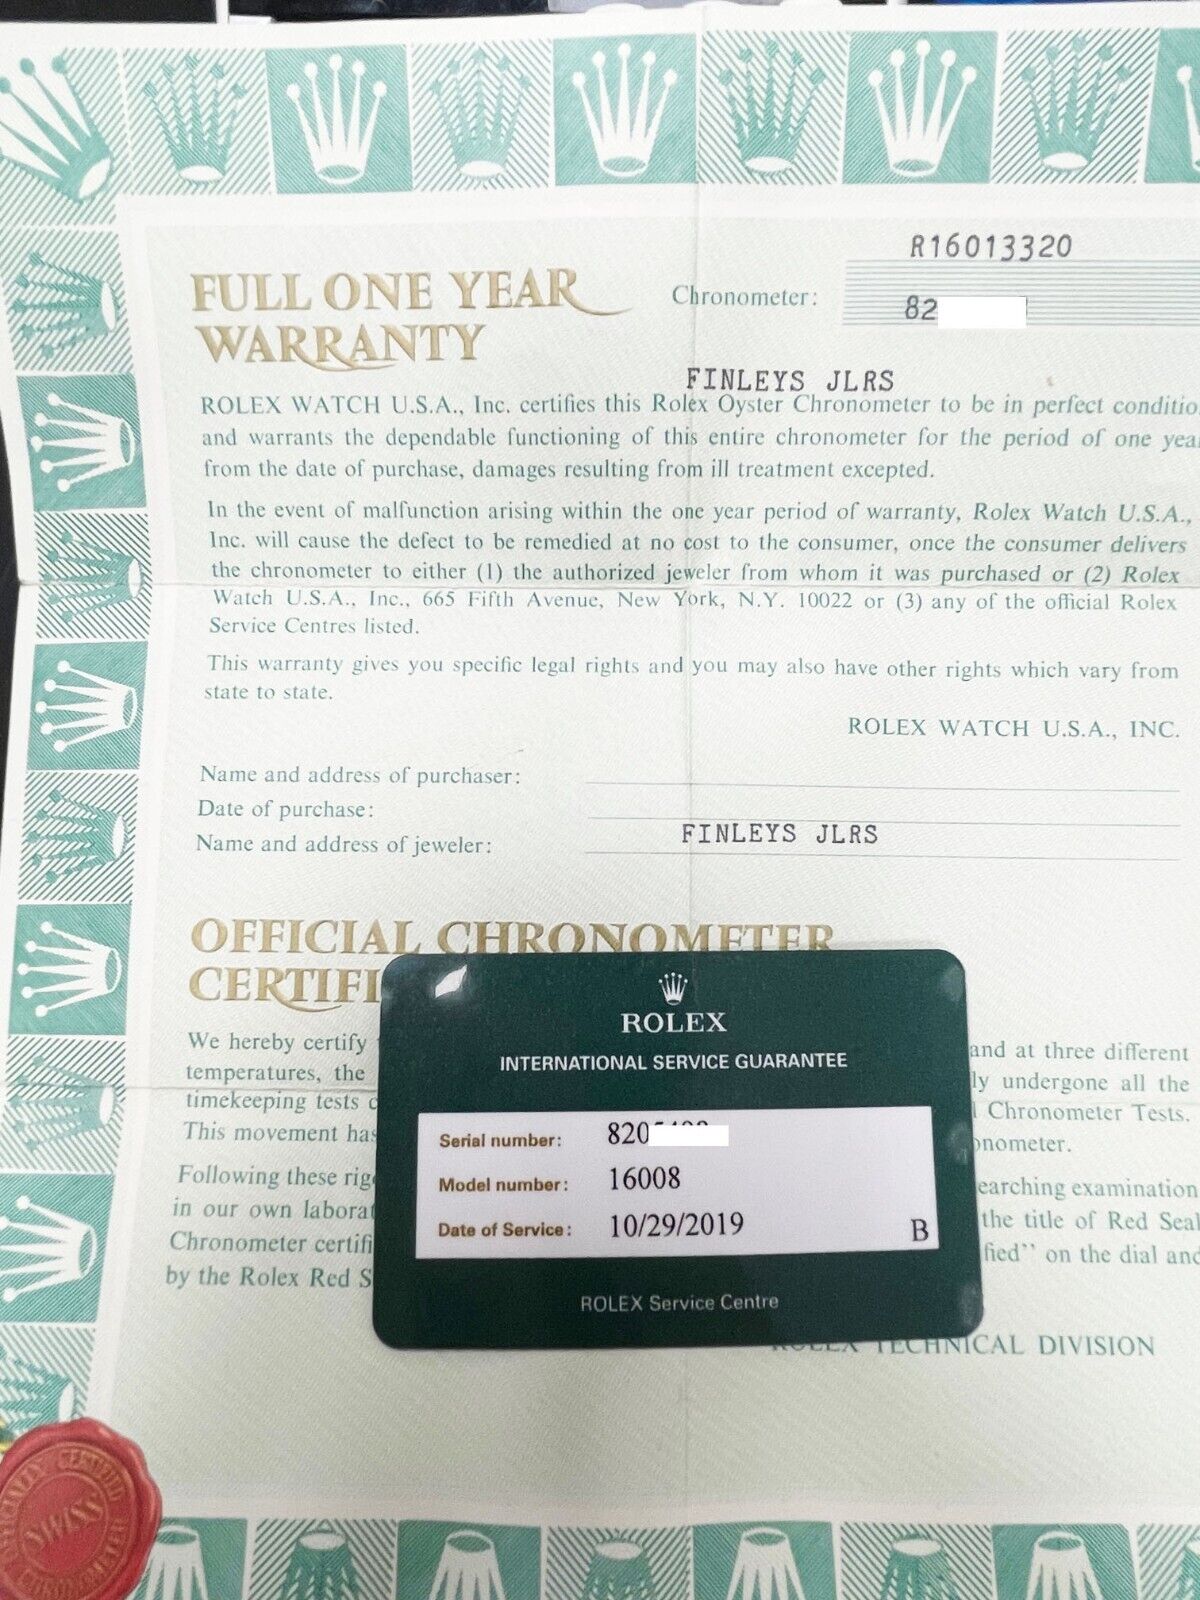 R16013320
FULL ONE YEAR
WARRANTY
Chronometer:
82
FINLEYS JLRS
ROLEX WATCH U.S.A., Inc. certifies this Rolex Oyster Chronometer to be in perfect conditio
and warrants the dependable functioning of this entire chronometer for the period of one yea
from the date of purchase, damages resulting from ill treatment excepted.
In the event of malfunction arising within the one year period of warranty, Rolex Watch U.S.A.,
Inc. will cause the defect to be remedied at no cost to the consumer, once the consumer delivers
the chronometer to either (1) the authorized jeweler from whom it was purchased or (2) Rolex
Watch U.S.A., Inc., 665 Fifth Avenue, New York, N.Y. 10022 or (3) any of the official Rolex
Service Centres listed.
This warranty gives you specific legal rights and you may also have other rights which vary from
state to state.
ROLEX WATCH U.S.A., INC.
Name and address of purchaser:
Date of purchase:
Name and address of jeweler:
FINLEYS JLRS
OFFICIAL CHRONOMETER
CERTIFI
We hereby certify
and at three different
temperatures, the
ly undergone all the
timekeeping tests
Chronometer Tests.
This movement has
onometer.
Following these rig
earching examination
in our own laborat
the title of Red Seal
Chronometer certifi
fied" on the dial and
by the Rolex Red S
ROLEX TECHNICAL DIVISION
ROLEX
INTERNATIONAL SERVICE GUARANTEE
Serial number: 820
Model number: 16008
Date of Service: 10/29/2019
B
ROLEX Service Centre
SWISS